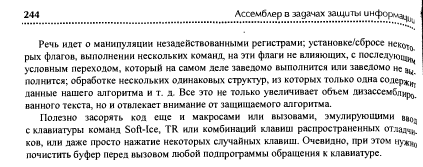 244
Ассемблер в задачах защиты информации
Речь идет о манипуляции незадействованными регистрами; установке/сбросе некото-
рых флагов, выполнении нескольких команд, на эти флаги не влияющих, с последующим
условным переходом, который на самом деле заведомо выполнится или заведомо не вы-
полнится; обработке нескольких одинаковых структур, из которых только одна содержит
данные нашего алгоритма и т. д. Все это не только увеличивает объем дизассемблиро-
ванного текста, но и отвлекает внимание от защищаемого алгоритма.
Полезно засорять код еще и макросами или вызовами, эмулирующими ввод
с клавиатуры команд Soft-Ice, TR или комбинаций клавиш распространенных отладчи-
ков, или даже просто нажатие некоторых случайных клавиш. Очевидно, при этом нужно
почистить буфер перед вызовом любой подпрограммы обращения к клавиатуре.